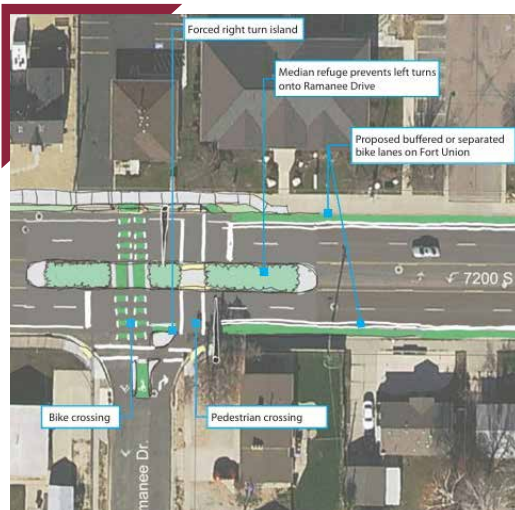 Forced right turn island
Median refuge prevents left turns
onto Ramanee Drive
Proposed buffered or separated
bike lanes on Fort Union
7200 S
Bike crossing
Pedestrian crossing
manee Dr.